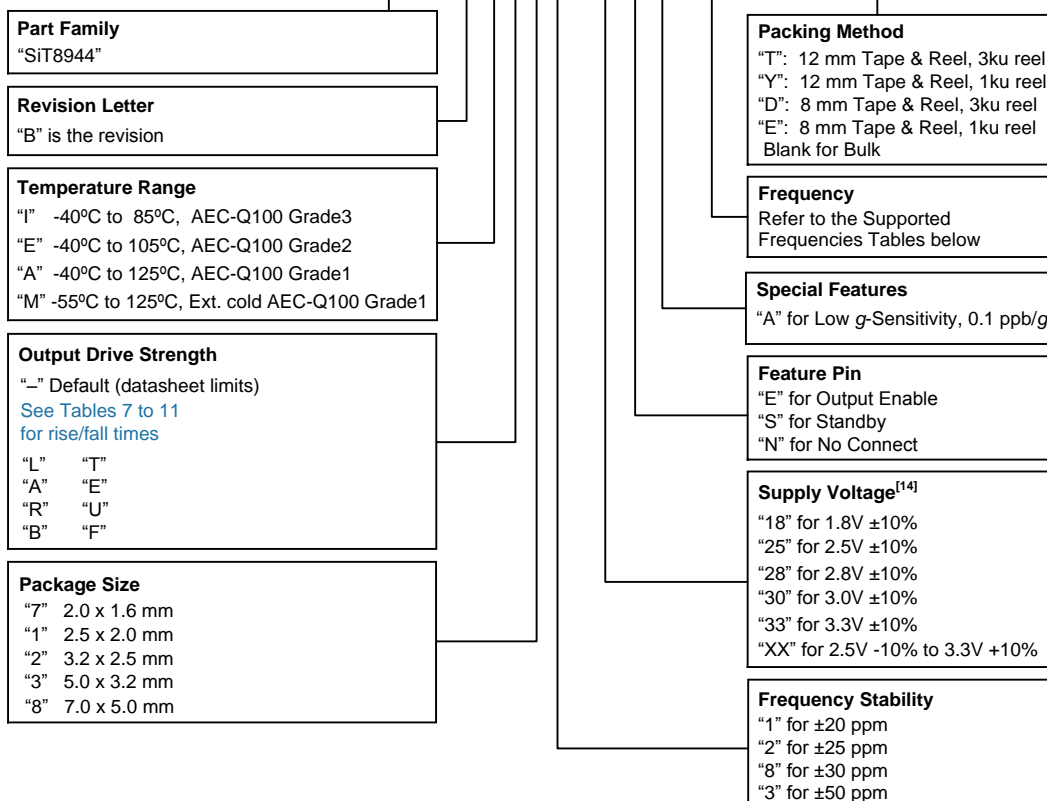 Part Family
“SiT8944”
Revision Letter
“B” is the revision
Temperature Range
“I” -40ºC to 85ºC, AEC-Q100 Grade3
“E” -40ºC to 105ºC, AEC-Q100 Grade2
“A” -40ºC to 125ºC, AEC-Q100 Grade1
“M” -55ºC to 125ºC, Ext. cold AEC-Q100 Grade1
Output Drive Strength
“–” Default (datasheet limits)
See Tables 7 to 11
for rise/fall times
“L” “T”
“A” “E”
“R” “U”
“B” “F”
Package Size
“7” 2.0 x 1.6 mm
“1” 2.5 x 2.0 mm
“2” 3.2 x 2.5 mm
“3” 5.0 x 3.2 mm
“8” 7.0 x 5.0 mm
Packing Method
“T”: 12 mm Tape & Reel, 3ku reel
“Y”: 12 mm Tape & Reel, 1ku reel
“D”: 8 mm Tape & Reel, 3ku reel
“E”: 8 mm Tape & Reel, 1ku reel
Blank for Bulk
Frequency
Refer to the Supported
Frequencies Tables below
Special Features
“A” for Low g-Sensitivity, 0.1 ppb/g
Feature Pin
“E” for Output Enable
“S” for Standby
“N” for No Connect
Supply Voltage[14]
“18” for 1.8V ±10%
“25” for 2.5V ±10%
“28” for 2.8V ±10%
“30” for 3.0V ±10%
“33” for 3.3V ±10%
“XX” for 2.5V -10% to 3.3V +10%
Frequency Stability
“1” for ±20 ppm
“2” for ±25 ppm
“8” for ±30 ppm
“3” for ±50 ppm